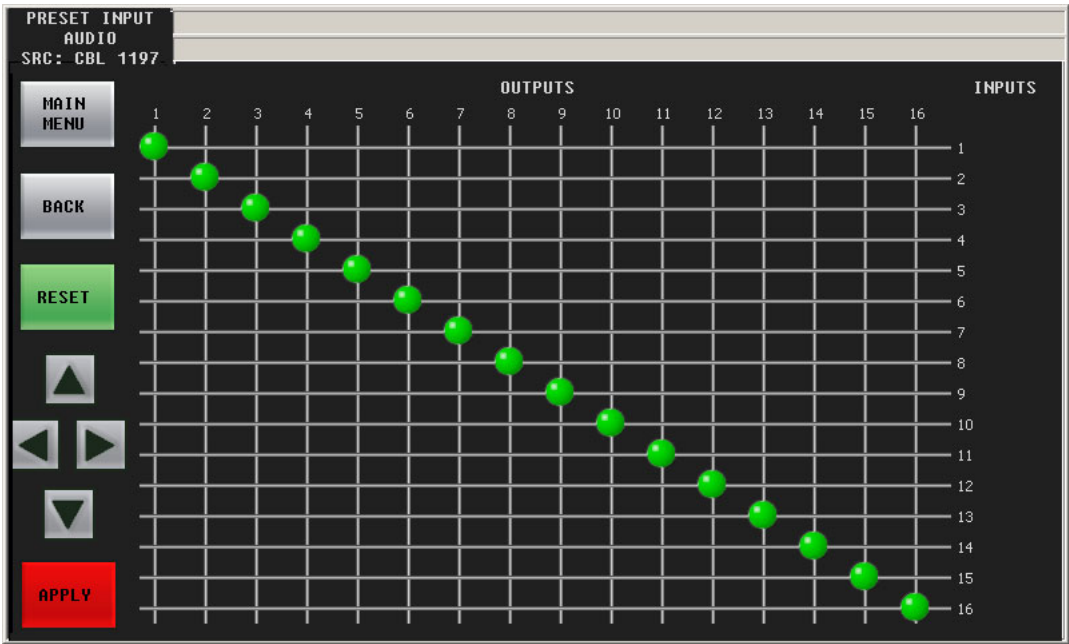 PRESET INPUT
AUDIO
SRC: CBL 1197
OUTPUTS INPUTS
1 2 3 4 5 6 7 8 9 10 11 12 13 14 15 16
MAIN
MENU
1
2
BACK
3
4
5
RESET
6
7
8
9
10
11
12
13
14
15
APPLY
16